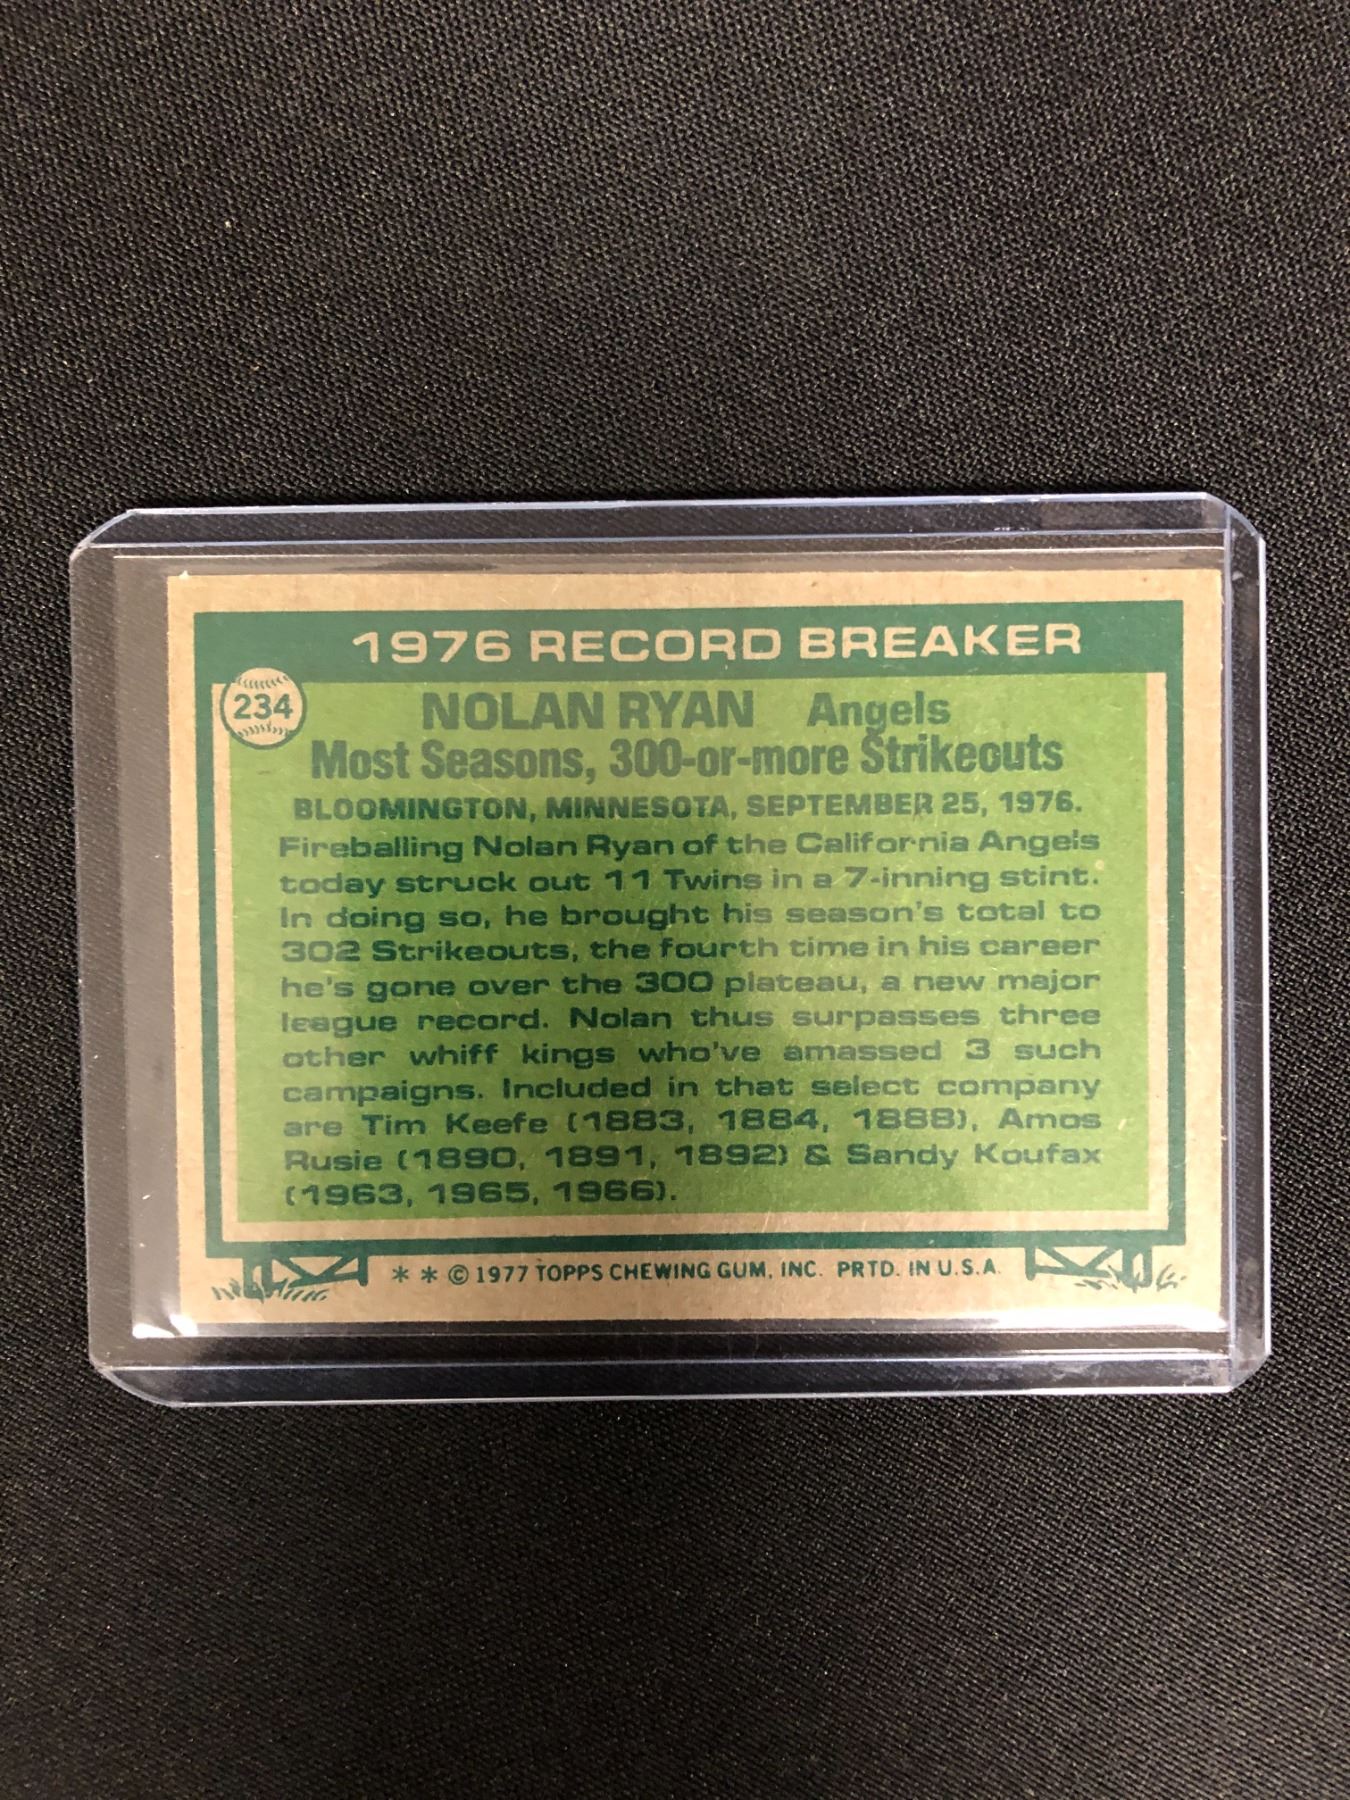 1976 RECORD BREAKER
234
NOLAN RYAN Angels
Most Seasons, 300-or-more Strikeouts
BLOOMINGTON, MINNESOTA, SEPTEMBER 25, 1976.
Fireballing Nolan Ryan of the California Angels
today struck out 11 Twins in a 7-inning stint.
In doing so, he brought his season's total to
302 Strikeouts, the fourth time in his career
he's gone over the 300 plateau, a new major
league record. Nolan thus surpasses three
other whiff kings who've amassed 3 such
campaigns. Included in that select company
are Tim Keefe (1883, 1884, 1888), Amos
Rusie (1890, 1891, 1892) & Sandy Koufax
(1963, 1965, 1966).
* * © 1977 TOPPS CHEWING GUM, INC. PRTD. IN U.S.A.